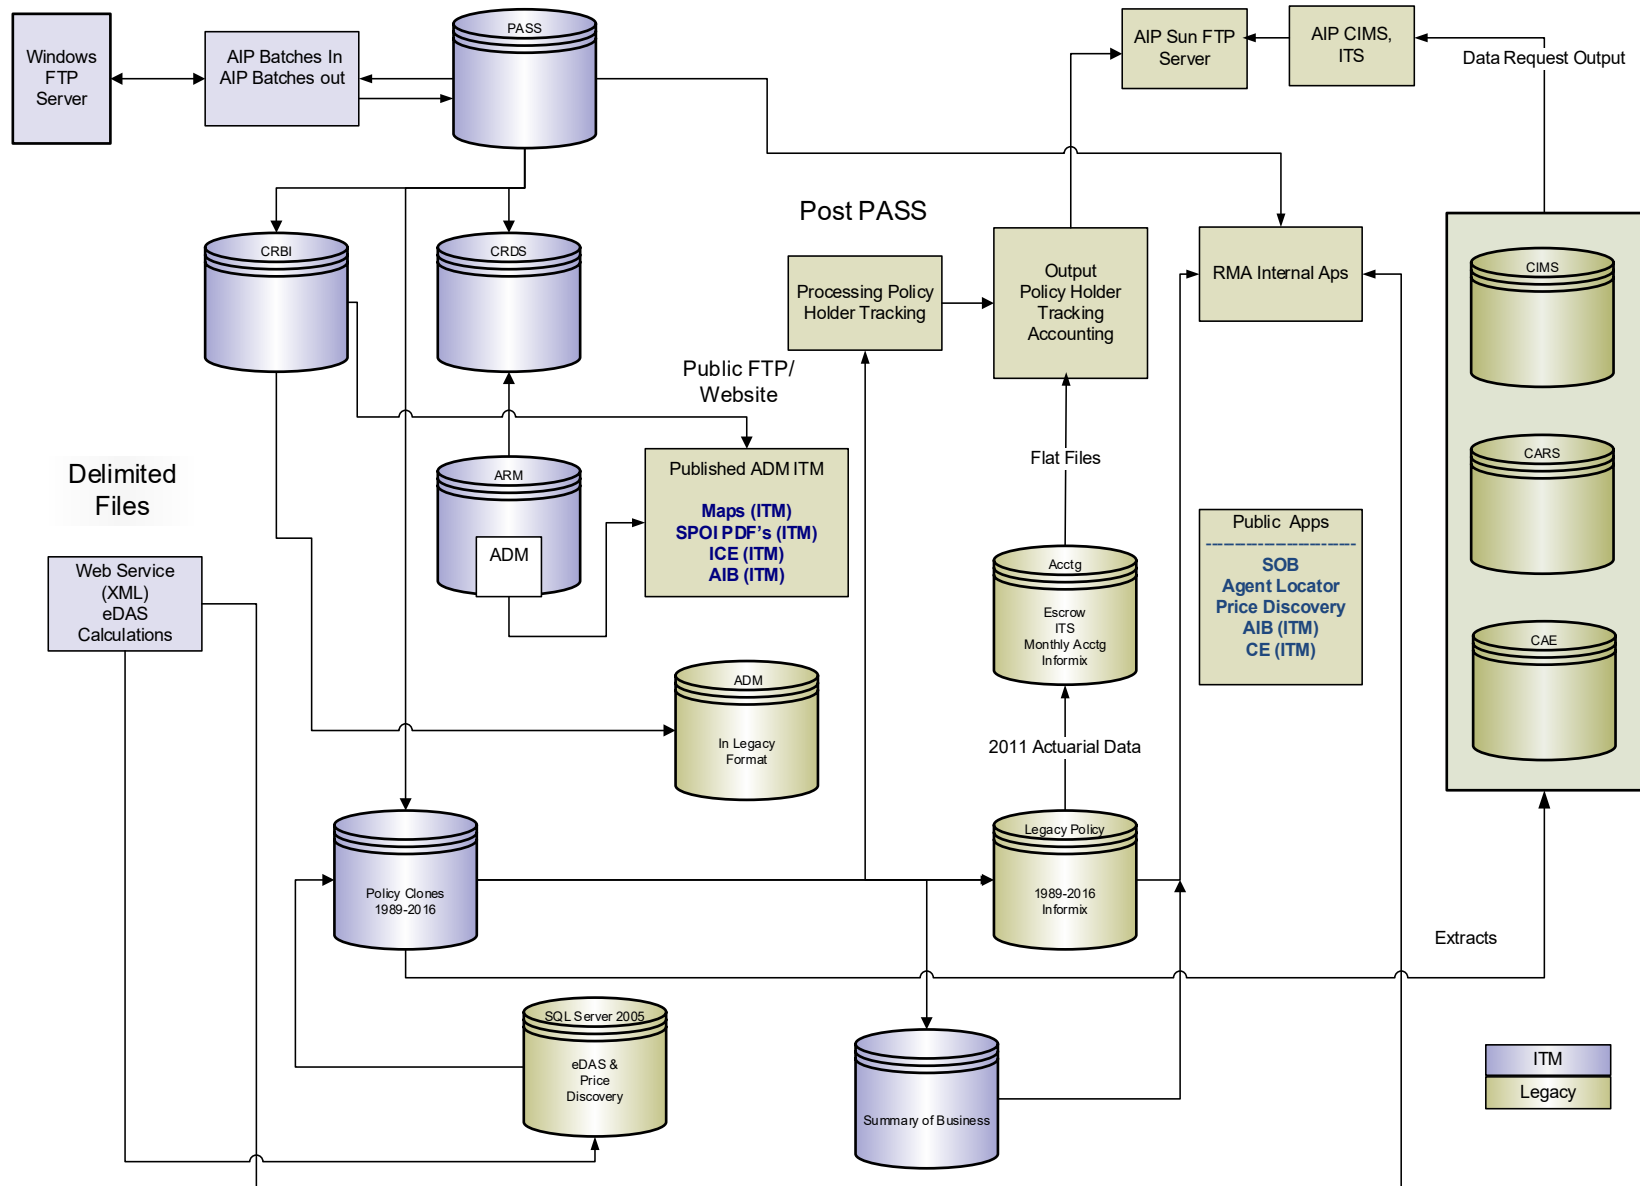 PASS
Windows
FTP
Server
AIP Batches In
AIP Batches out
AIP Sun FTP
Server
AIP CIMS,
ITS
Data Request Output
Post PASS
CRBI
CRDS
Processing Policy
Holder Tracking
Output
Policy Holder
Tracking
Accounting
RMA Internal Aps
CIMS
Public FTP/
Website
Delimited
Files
ARM
ADM
Published ADM ITM
Maps (ITM)
SPOI PDF's (ITM)
ICE (ITM)
AIB (ITM)
Flat Files
CARS
Public Apps
--------------------
SOB
Agent Locator
Price Discovery
AIB (ITM)
CE (ITM)
Web Service
(XML)
eDAS
Calculations
Acctg
Escrow
ITS
Monthly Acctg
Informix
CAE
ADM
In Legacy
Format
2011 Actuarial Data
Policy Clones
1989-2016
Legacy Policy
1989-2016
Informix
Extracts
SQL Server 2005
eDAS &
Price
Discovery
Summary of Business
ITM
Legacy